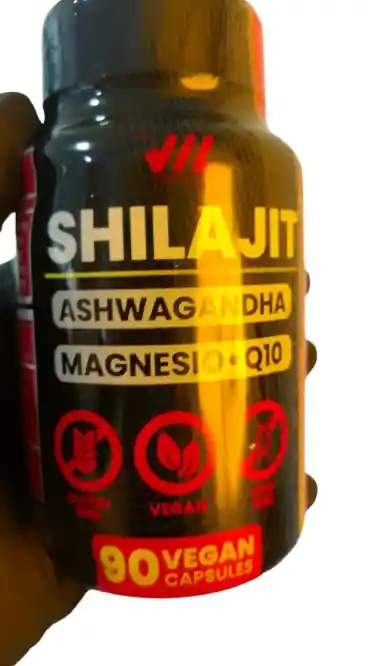 SHILAJIT
ASHWAGANDHA
MAGNESIO • Q10
VEGAN
90 VEGAN
CAPSULES